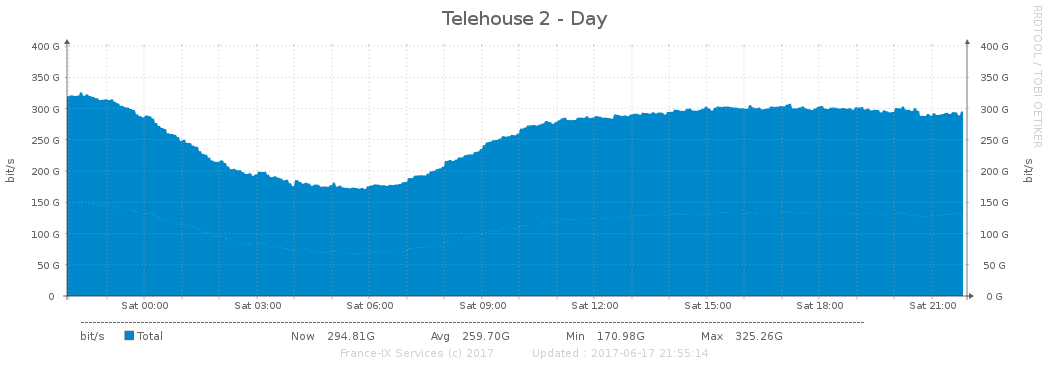 Telehouse 2 - Day
RRDTOOL / TOBI OETIKER
400 G 400 G
350 G 350 G
300 G 300 G
250 G 250 G
200 G 200 G
150 G 150 G
100 G 100 G
50 G 50 G
0 0 G
bit/s bit/s
Sat 00:00 Sat 03:00 Sat 06:00 Sat 09:00 Sat 12:00 Sat 15:00 Sat 18:00 Sat 21:00
bit/s Total Now 294.81G Avg 259.70G Min 170.98G Max 325.26G
France-IX Services (c) 2017 Updated : 2017-06-17 21:55:14